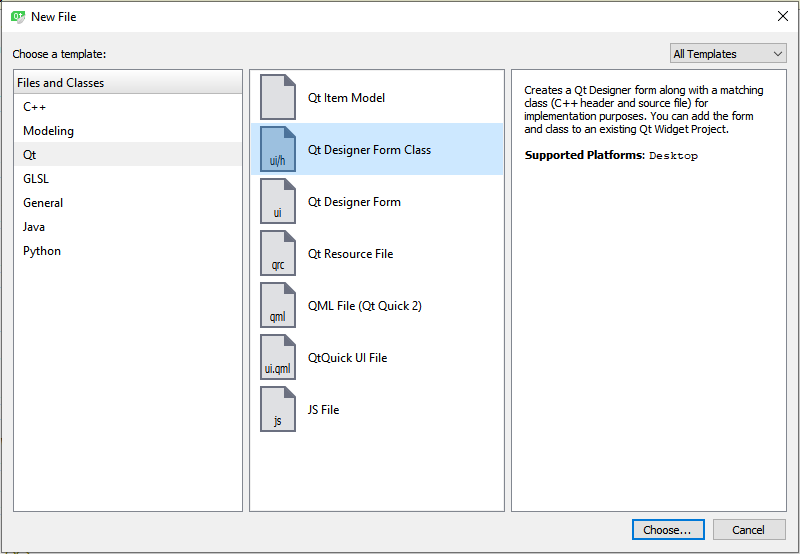 New File
Choose a template:
All Templates
Files and Classes
C++
Modeling
Qt
GLSL
General
Java
Python
Qt Item Model
ui/h
Qt Designer Form Class
ui
Qt Designer Form
qrc
Qt Resource File
qml
QML File (Qt Quick 2)
ui.qml
QtQuick UI File
js
JS File
Creates a Qt Designer form along with a matching
class (C++ header and source file) for
implementation purposes. You can add the form
and class to an existing Qt Widget Project.
Supported Platforms: Desktop
Choose...
Cancel